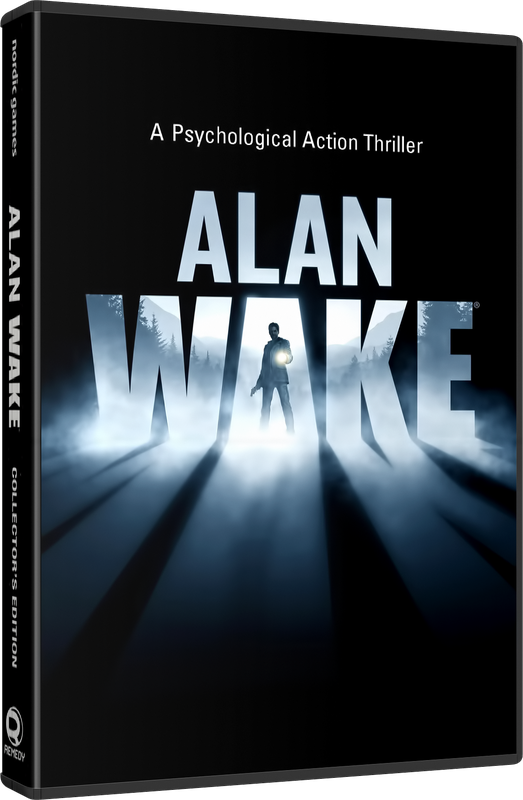 A Psychological Action Thriller
ALAN
WAKE®
nordic games
ALAN WAKE
COLLECTOR'S EDITION
REMEDY